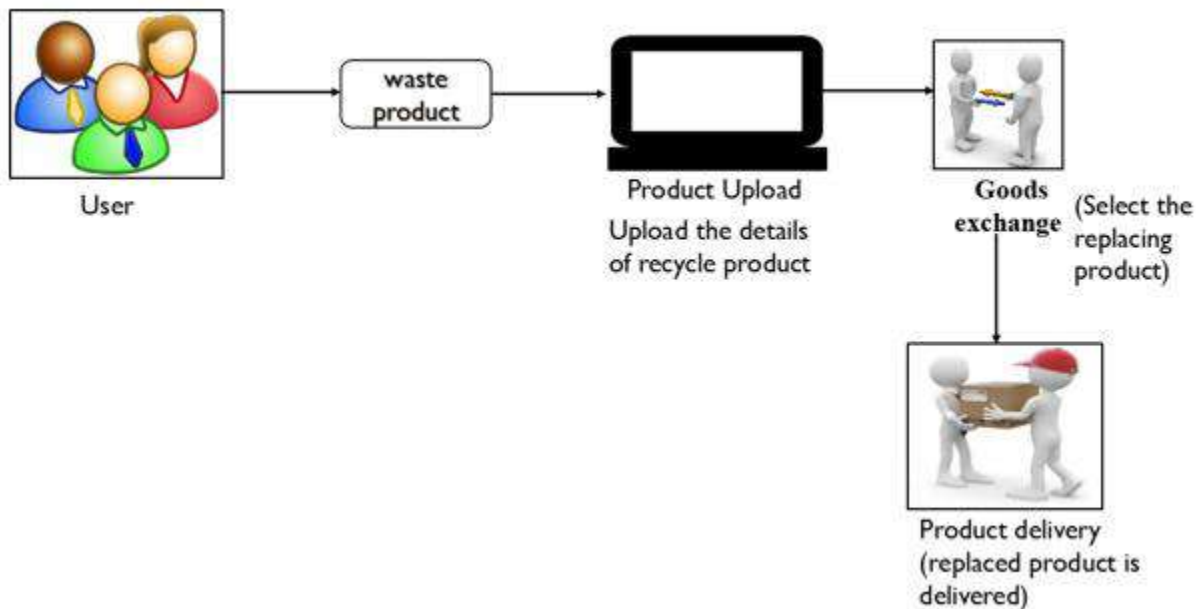 User
waste
product
Product Upload
Upload the details
of recycle product
Goods
exchange
(Select the
replacing
product)
Product delivery
(replaced product is
delivered)